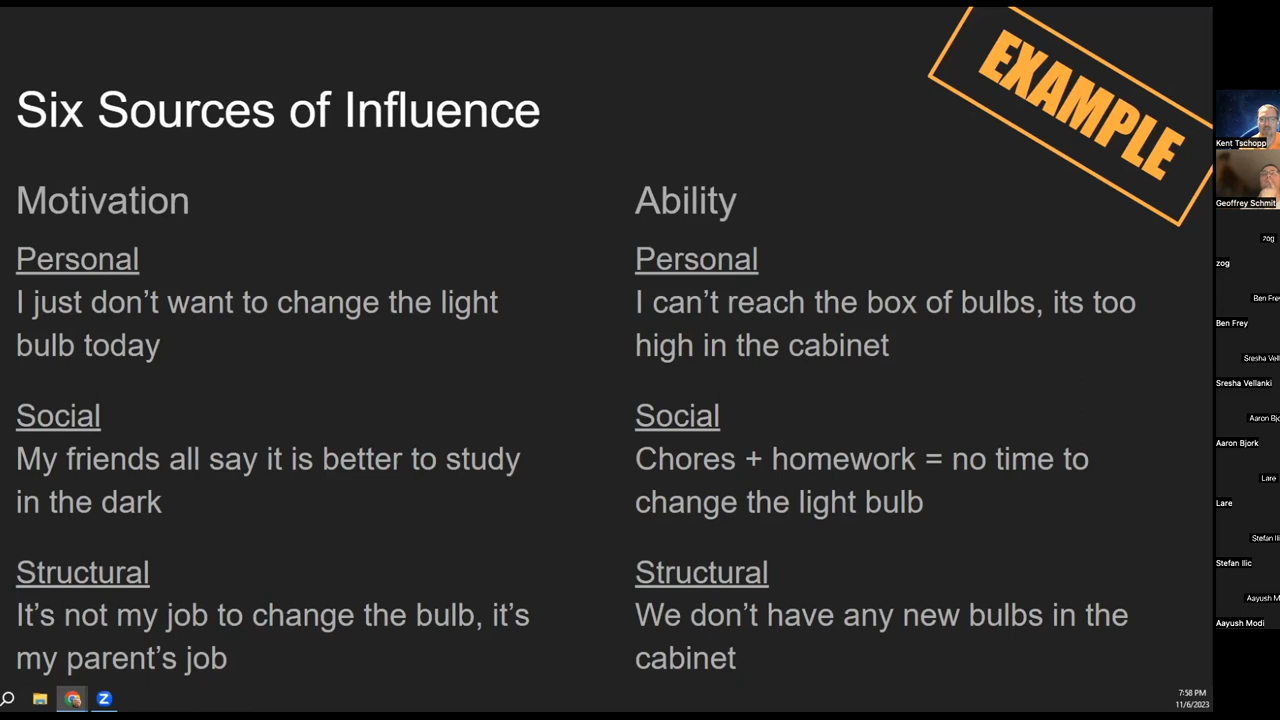 EXAMPLE
Six Sources of Influence
Motivation
Personal
I just don’t want to change the light
bulb today
Social
My friends all say it is better to study
in the dark
Structural
It’s not my job to change the bulb, it’s
my parent’s job
Ability
Personal
I can’t reach the box of bulbs, its too
high in the cabinet
Social
Chores + homework = no time to
change the light bulb
Structural
We don’t have any new bulbs in the
cabinet
Kent Tschopp
Geoffrey Schmit
zog
zog
Ben Frey
Ben Frey
Sresha Vell
Sresha Vellanki
Aaron Bjo
Aaron Bjork
Lare
Lare
Stefan Ili
Stefan Ilic
Aayush M
Aayush Modi
7:58 PM
11/6/2023